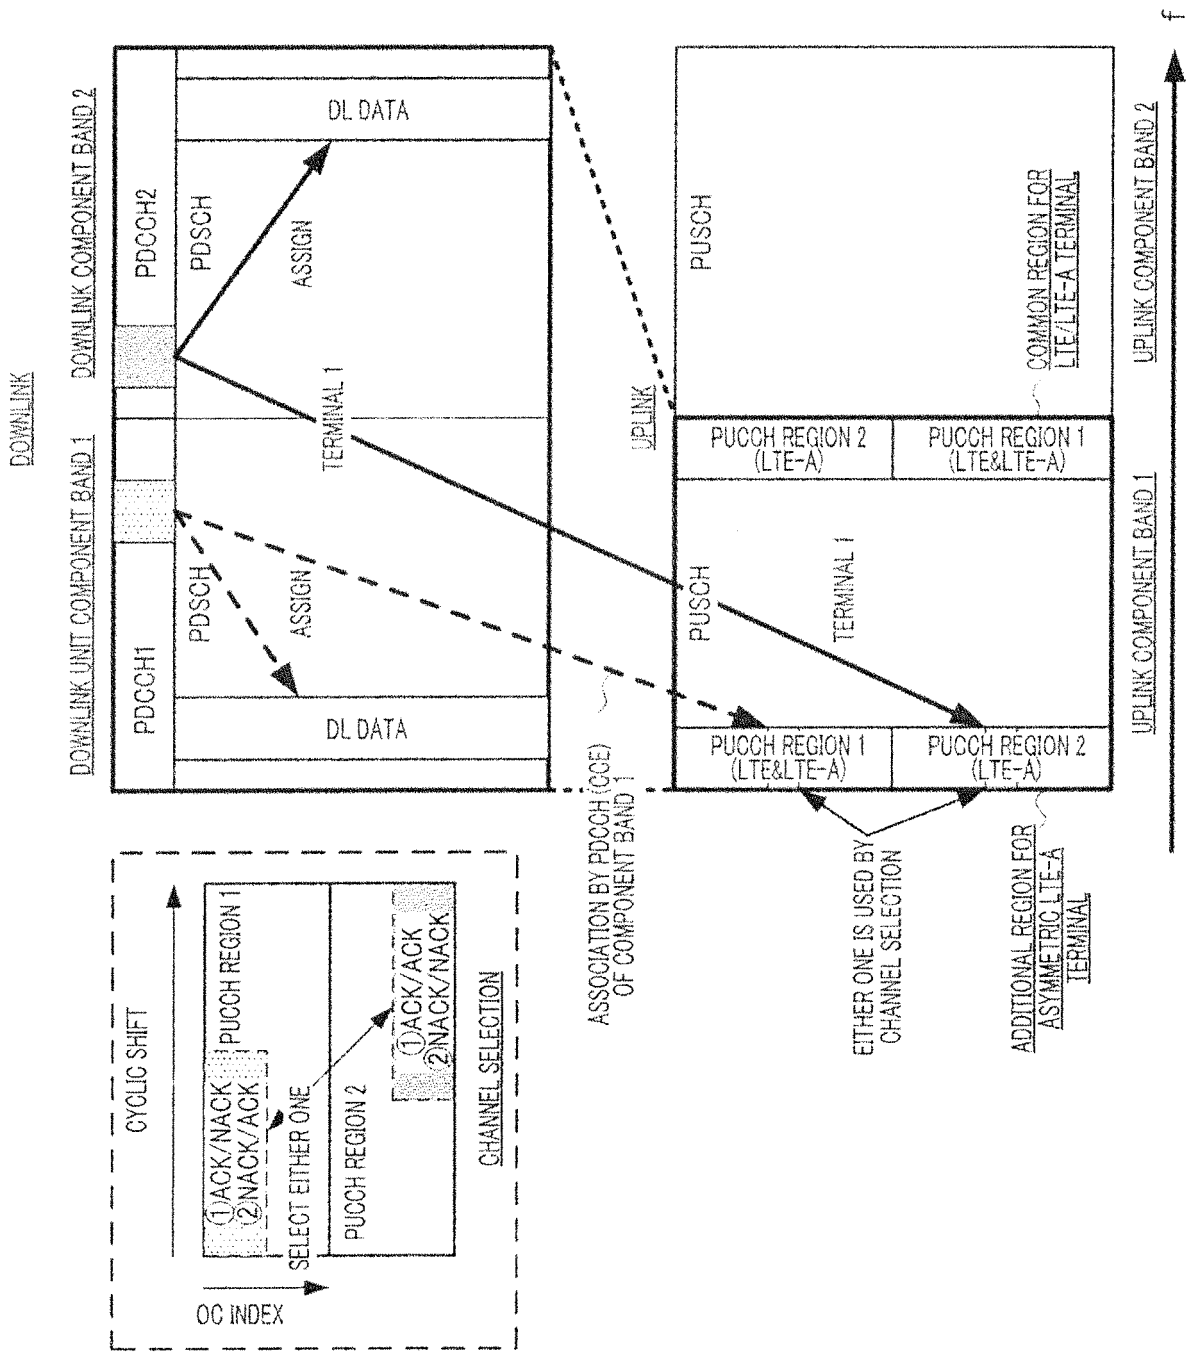 DOWNLINK
DOWNLINK UNIT COMPONENT BAND 1
DOWNLINK COMPONENT BAND 2
PDCCH1
PDCCH2
PDSCH
PDSCH
ASSIGN
ASSIGN
TERMINAL 1
DL DATA
DL DATA
CYCLIC SHIFT
OC INDEX
①ACK/NACK
②NACK/ACK
PUCCH REGION 1
SELECT EITHER ONE
PUCCH REGION 2
①ACK/ACK
②NACK/NACK
CHANNEL SELECTION
ASSOCIATION BY PDCCH (CCE)
OF COMPONENT BAND 1
UPLINK
PUCCH REGION 1
(LTE&LTE-A)
PUSCH
PUCCH REGION 2
(LTE-A)
PUSCH
TERMINAL 1
PUCCH REGION 2
(LTE-A)
PUCCH REGION 1
(LTE&LTE-A)
EITHER ONE IS USED BY
CHANNEL SELECTION
ADDITIONAL REGION FOR
ASYMMETRIC LTE-A
TERMINAL
COMMON REGION FOR
LTE/LTE-A TERMINAL
UPLINK COMPONENT BAND 1
UPLINK COMPONENT BAND 2
f